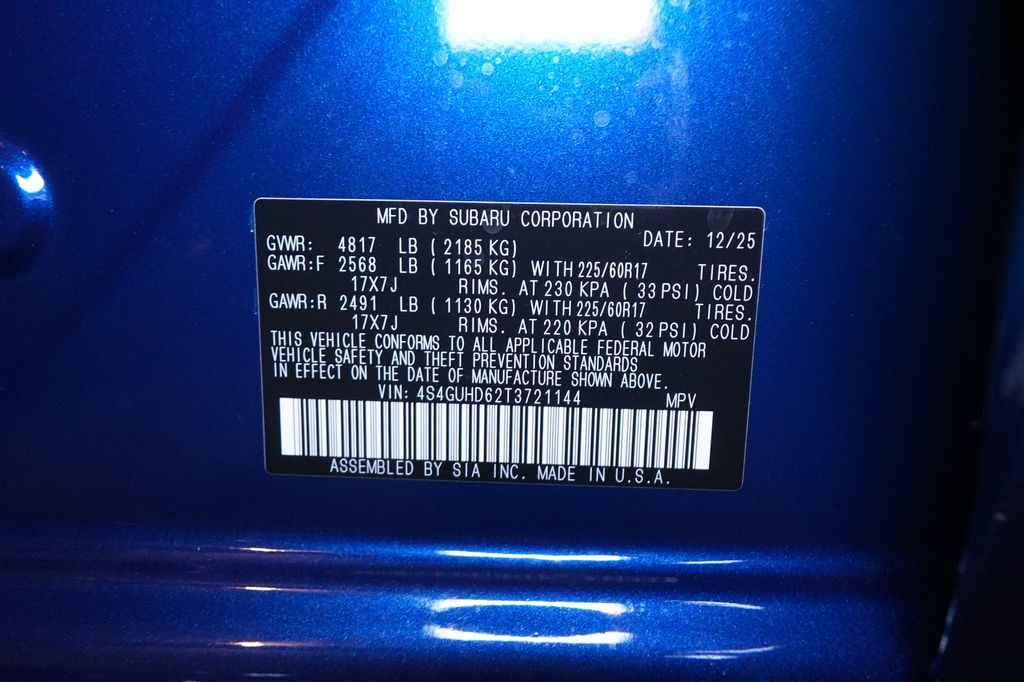 MFD BY SUBARU CORPORATION
GVWR: 4817 LB ( 2185 KG) DATE: 12/25
GAWR:F 2568 LB ( 1165 KG) WITH 225/60R17 TIRES.
17X7J RIMS. AT 230 KPA ( 33 PSI) COLD
GAWR:R 2491 LB ( 1130 KG) WITH 225/60R17 TIRES.
17X7J RIMS. AT 220 KPA ( 32 PSI) COLD
THIS VEHICLE CONFORMS TO ALL APPLICABLE FEDERAL MOTOR
VEHICLE SAFETY AND THEFT PREVENTION STANDARDS
IN EFFECT ON THE DATE OF MANUFACTURE SHOWN ABOVE.
VIN: 4S4GUHD62T3721144 MPV
ASSEMBLED BY SIA INC. MADE IN U.S.A.